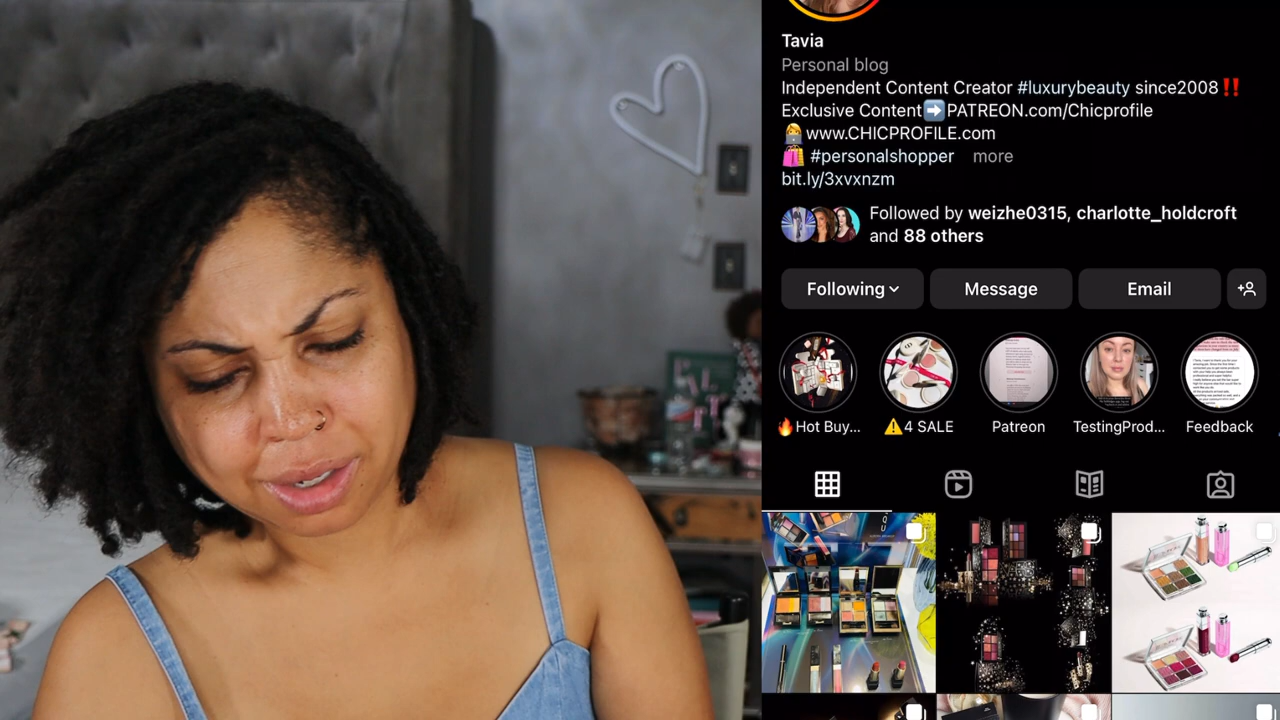 Tavia
Personal blog
Independent Content Creator #luxurybeauty since2008‼️
Exclusive Content➡️PATREON.com/Chicprofile
👩‍💻www.CHICPROFILE.com
🛍️ #personalshopper more
bit.ly/3xvxnzm
Followed by weizhe0315, charlotte_holdcroft
and 88 others
Following Message Email
🔥Hot Buy... ⚠️4 SALE Patreon TestingProd... Feedback